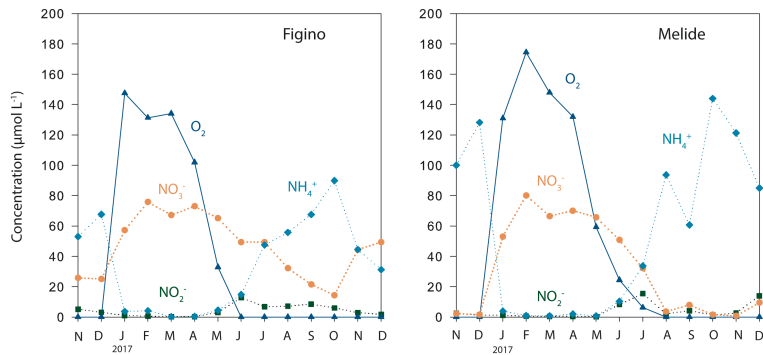 Concentration (µmol L⁻¹)
Figino
200
180
160
140
120
100
80
60
40
20
0
O₂
NO₃⁻
NH₄⁺
NO₂⁻
N D J F M A M J J A S O N D
2017
Melide
200
180
160
140
120
100
80
60
40
20
0
O₂
NH₄⁺
NO₃⁻
NO₂⁻
N D J F M A M J J A S O N D
2017